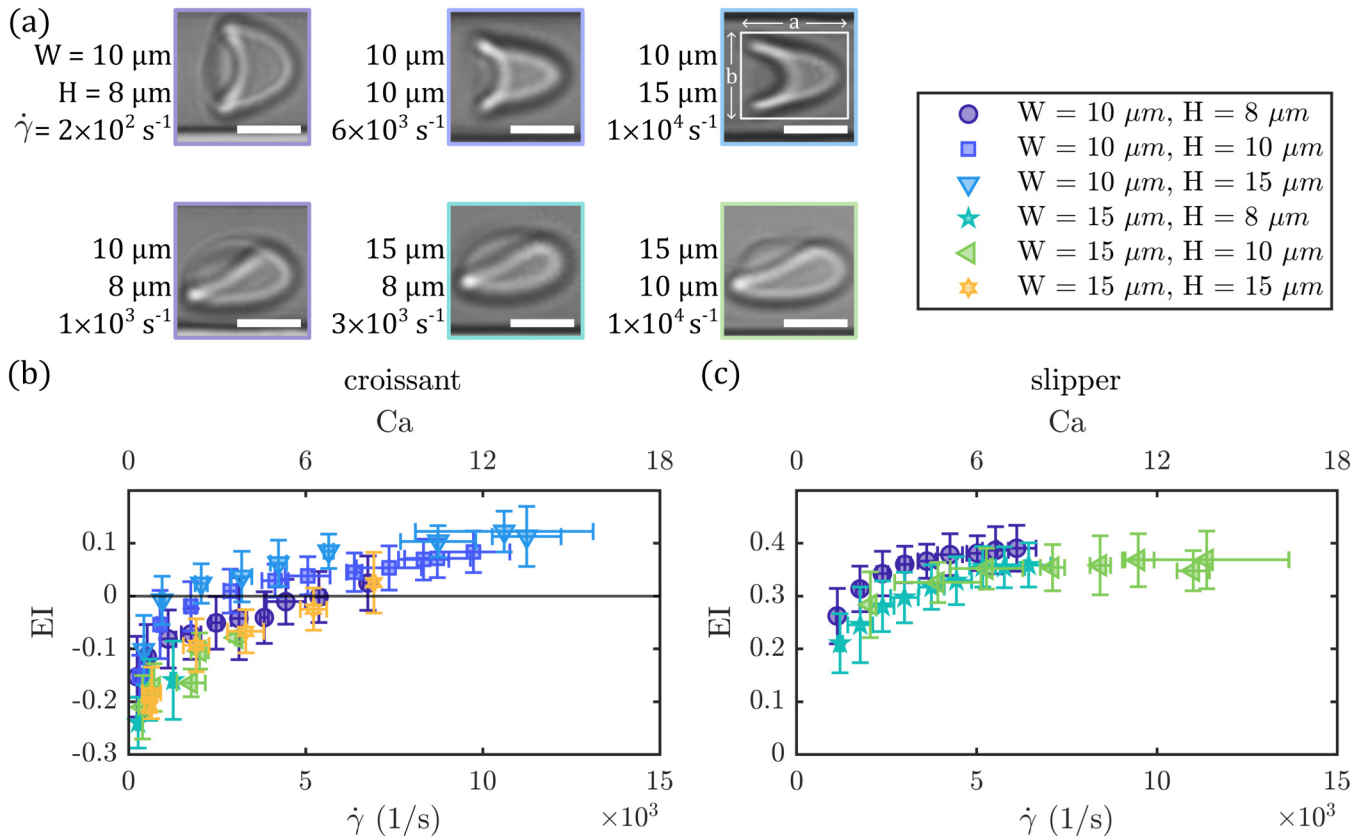 (a)
W = 10 μm
H = 8 μm
γ̇ = 2×10² s⁻¹
10 μm
10 μm
6×10³ s⁻¹
10 μm
15 μm
1×10⁴ s⁻¹
a
b
10 μm
8 μm
1×10³ s⁻¹
15 μm
8 μm
3×10³ s⁻¹
15 μm
10 μm
1×10⁴ s⁻¹
W = 10 μm, H = 8 μm
W = 10 μm, H = 10 μm
W = 10 μm, H = 15 μm
W = 15 μm, H = 8 μm
W = 15 μm, H = 10 μm
W = 15 μm, H = 15 μm
(b)
croissant
Ca
0 6 12 18
EI
0.1
0
-0.1
-0.2
-0.3
0 5 10 15
γ̇ (1/s)
×10³
(c)
slipper
Ca
0 6 12 18
EI
0.4
0.3
0.2
0.1
0
0 5 10 15
γ̇ (1/s)
×10³